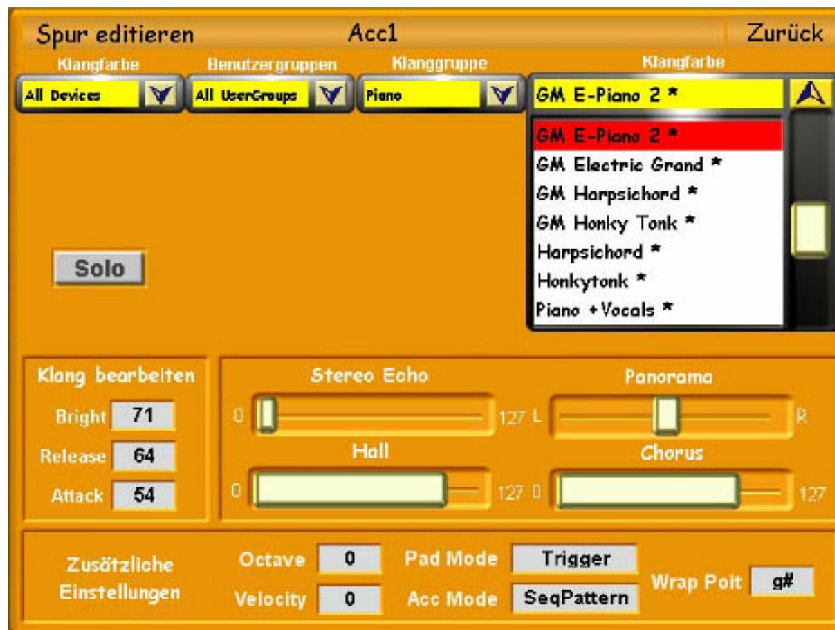 Spur editieren Acc1 Zurück
Klangfarbe Benutzergruppen Klanggruppe Klangfarbe
All Devices All UserGroups Piano GM E-Piano 2 *
GM E-Piano 2 *
GM Electric Grand *
GM Harpsichord *
GM Honky Tonk *
Harpsichord *
Honkytonk *
Piano +Vocals *
Solo
Klang bearbeiten Stereo Echo Panorama
Bright 71 0 127 L R
Release 64 Hall Chorus
Attack 54 0 127 0 127
Zusätzliche Octave 0 Pad Mode Trigger
Einstellungen Velocity 0 Acc Mode SeqPattern Wrap Poit g#